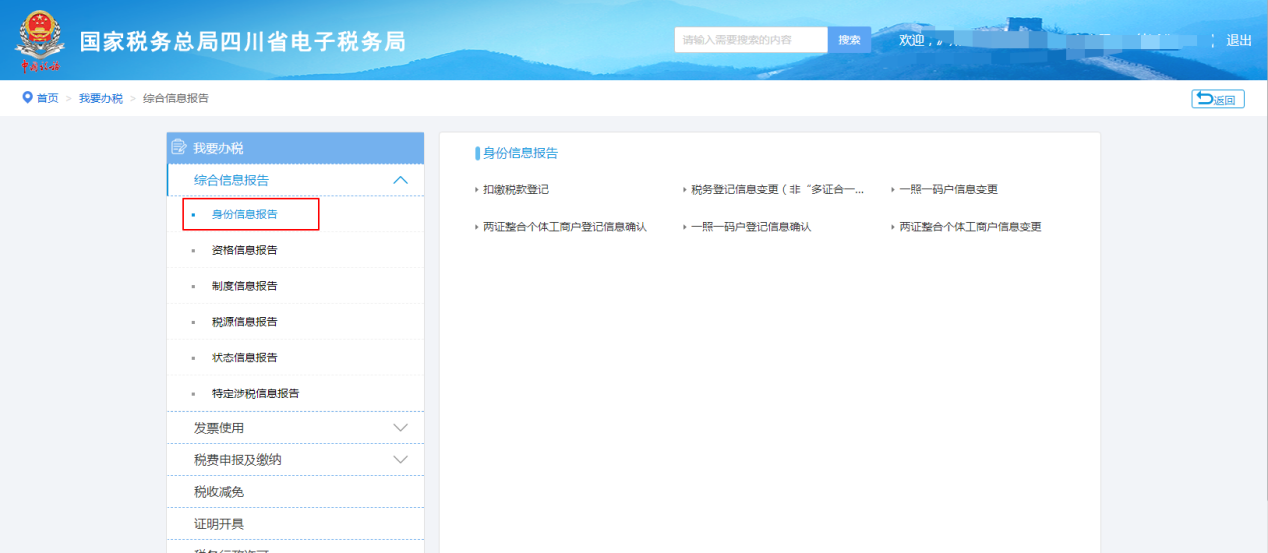 国家税务总局四川省电子税务局
中国税务
请输入需要搜索的内容 搜索 欢迎, 退出
首页 > 我要办税 > 综合信息报告 返回
我要办税
综合信息报告
身份信息报告
资格信息报告
制度信息报告
税源信息报告
状态信息报告
特定涉税信息报告
发票使用
税费申报及缴纳
税收减免
证明开具
身份信息报告
扣缴税款登记 税务登记信息变更 ( 非“多证合一... 一照一码户信息变更
两证整合个体工商户登记信息确认 一照一码户登记信息确认 两证整合个体工商户信息变更